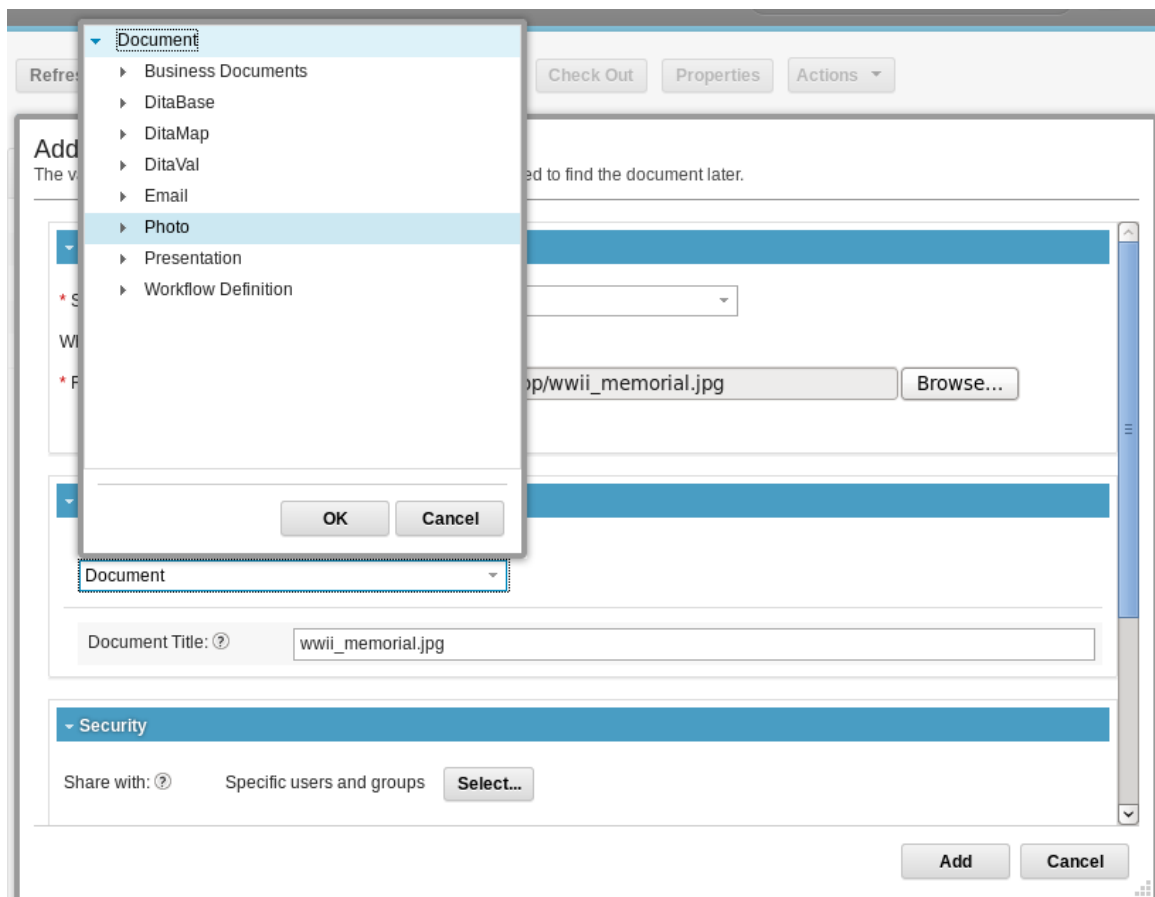 Document
Business Documents
DitaBase
DitaMap
DitaVal
Email
Photo
Presentation
Workflow Definition
OK Cancel
Check Out Properties Actions
Add
The ed to find the document later.
* 
* op/wwii_memorial.jpg Browse...
Document
Document Title: ? wwii_memorial.jpg
Security
Share with: ? Specific users and groups Select...
Add Cancel